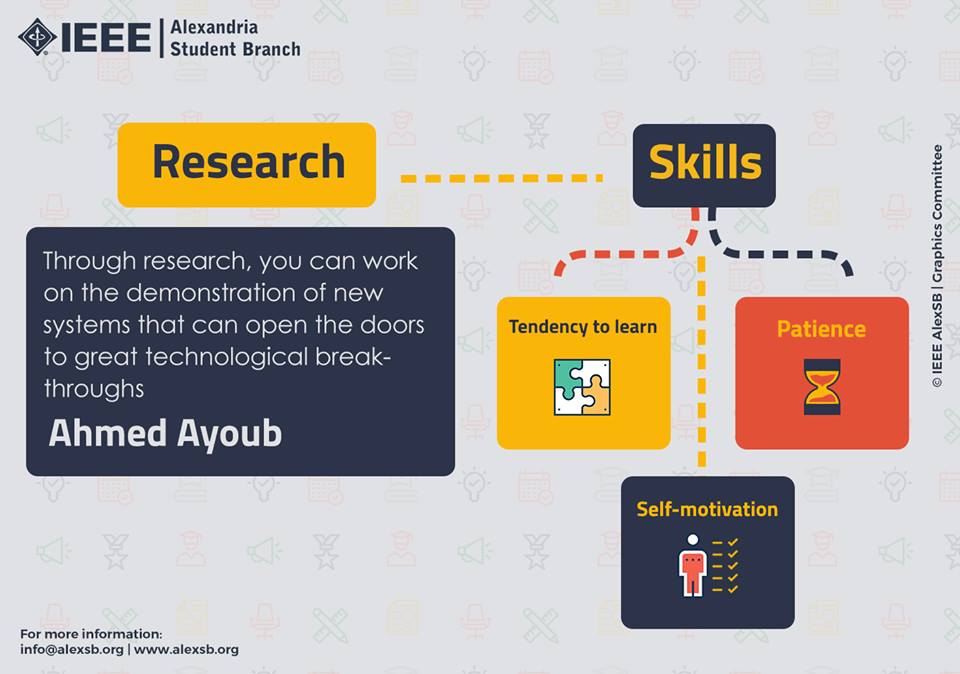 IEEE
Alexandria
Student Branch
Research
Skills
Through research, you can work
on the demonstration of new
systems that can open the doors
to great technological break-
throughs
Ahmed Ayoub
Tendency to learn
Patience
Self-motivation
© IEEE AlexSB | Graphics Committee
For more information:
info@alexsb.org | www.alexsb.org